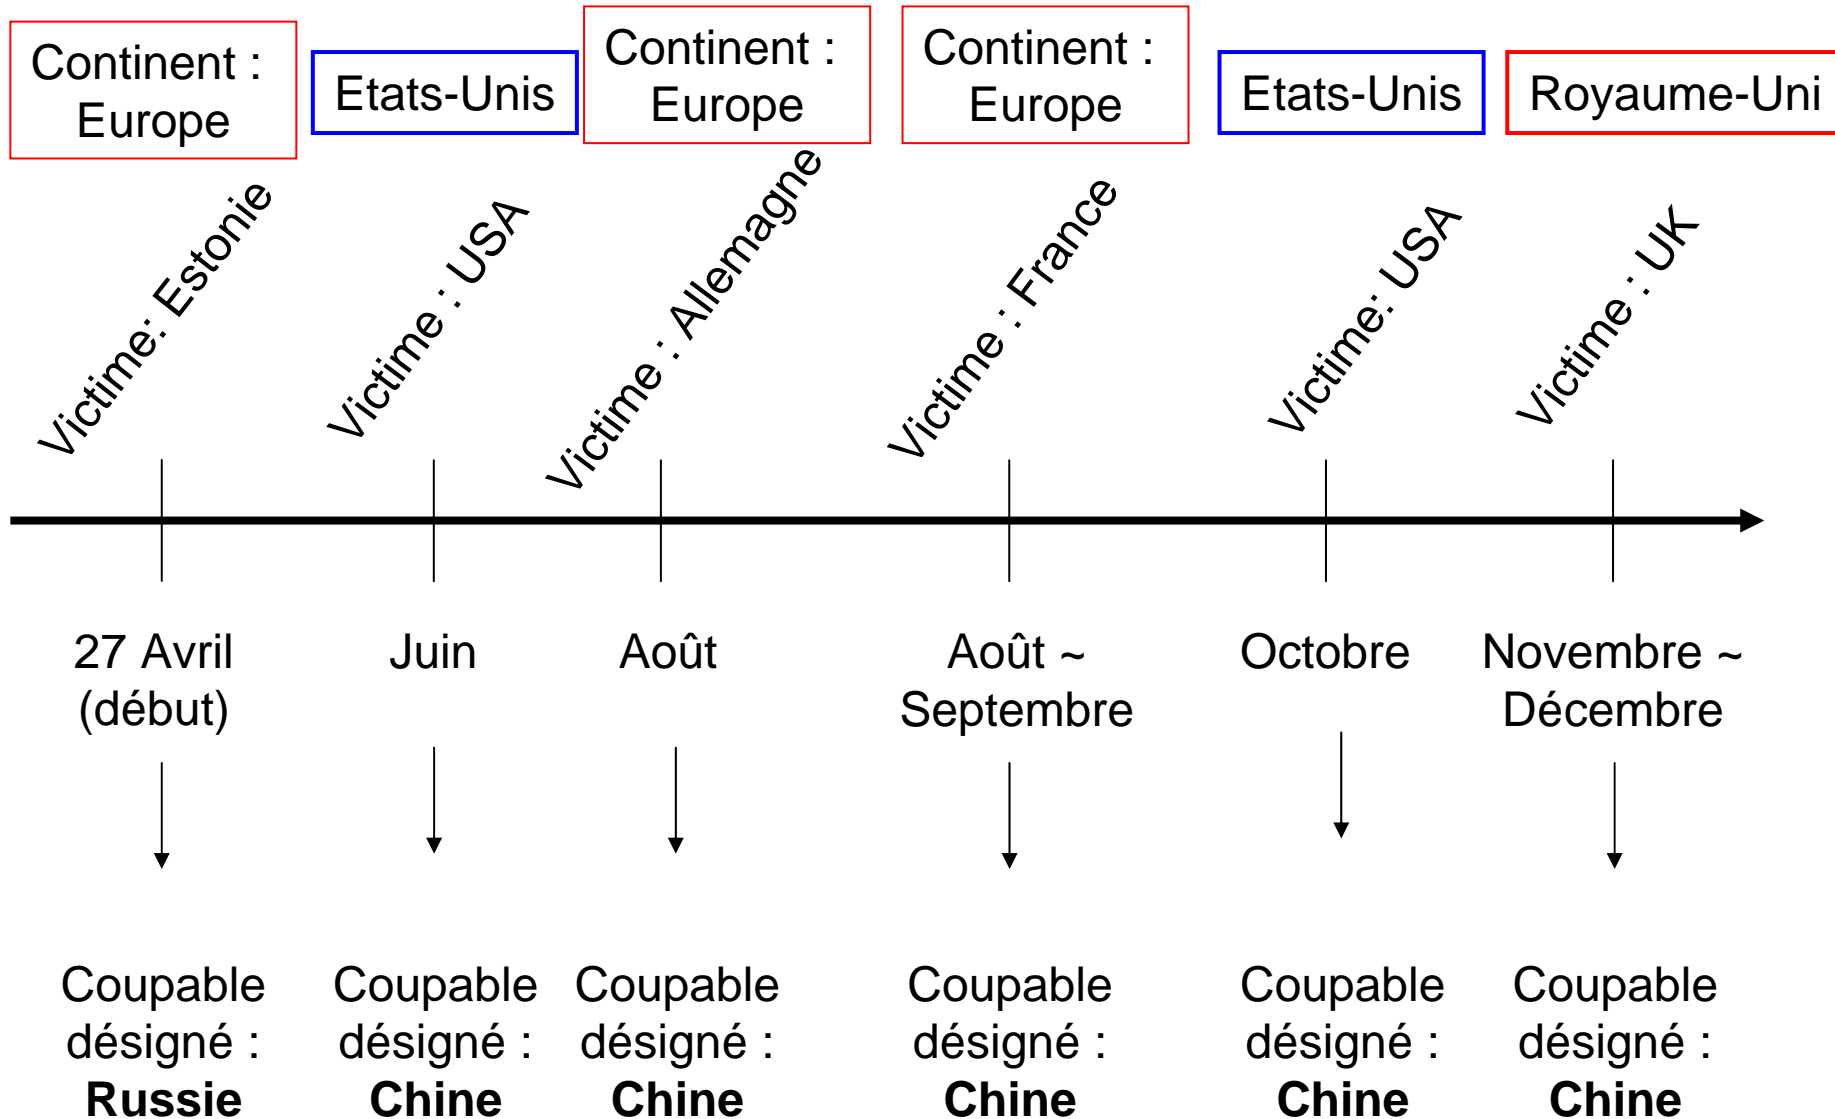 Continent :
Europe
Etats-Unis
Continent :
Europe
Continent :
Europe
Etats-Unis
Royaume-Uni
Victime: Estonie
Victime : USA
Victime : Allemagne
Victime : France
Victime: USA
Victime : UK
27 Avril
(début)
Juin
Août
Août ~
Septembre
Octobre
Novembre ~
Décembre
Coupable
désigné :
Russie
Coupable
désigné :
Chine
Coupable
désigné :
Chine
Coupable
désigné :
Chine
Coupable
désigné :
Chine
Coupable
désigné :
Chine